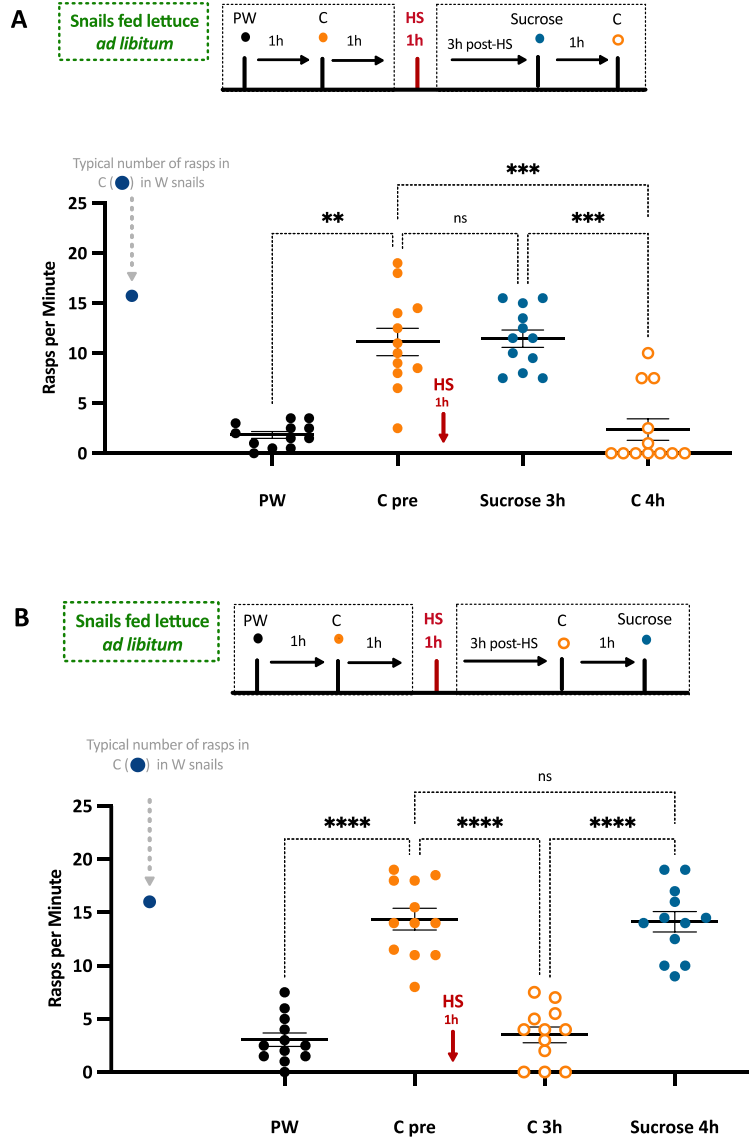 A
Snails fed lettuce
ad libitum
PW
1h
C
1h
HS
1h
3h post-HS
Sucrose
1h
C
Typical number of rasps in
C ( ) in W snails
***
**
ns
***
Rasps per Minute
25
20
15
10
5
0
HS
1h
PW
C pre
Sucrose 3h
C 4h
B
Snails fed lettuce
ad libitum
PW
1h
C
1h
HS
1h
3h post-HS
C
1h
Sucrose
Typical number of rasps in
C ( ) in W snails
ns
****
****
****
Rasps per Minute
25
20
15
10
5
0
HS
1h
PW
C pre
C 3h
Sucrose 4h